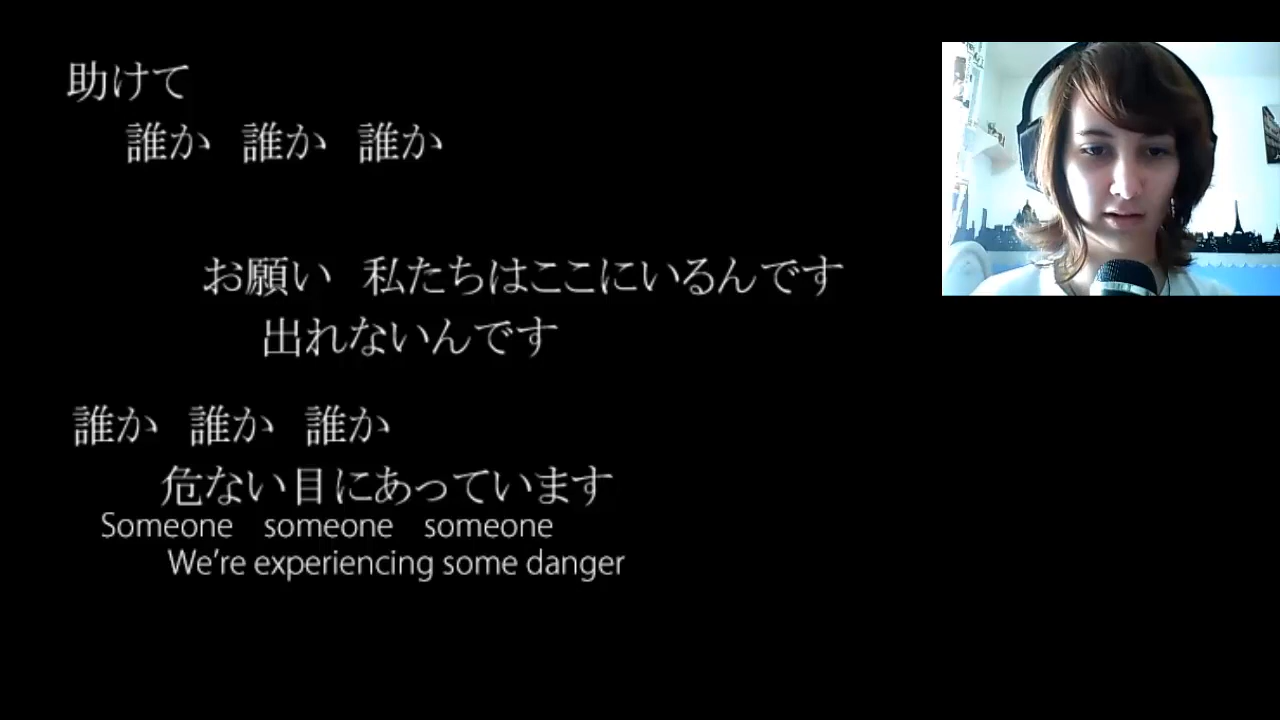 助けて
誰か　誰か　誰か
お願い　私たちはここにいるんです
出れないんです
誰か　誰か　誰か
危ない目にあっています
Someone someone someone
We're experiencing some danger